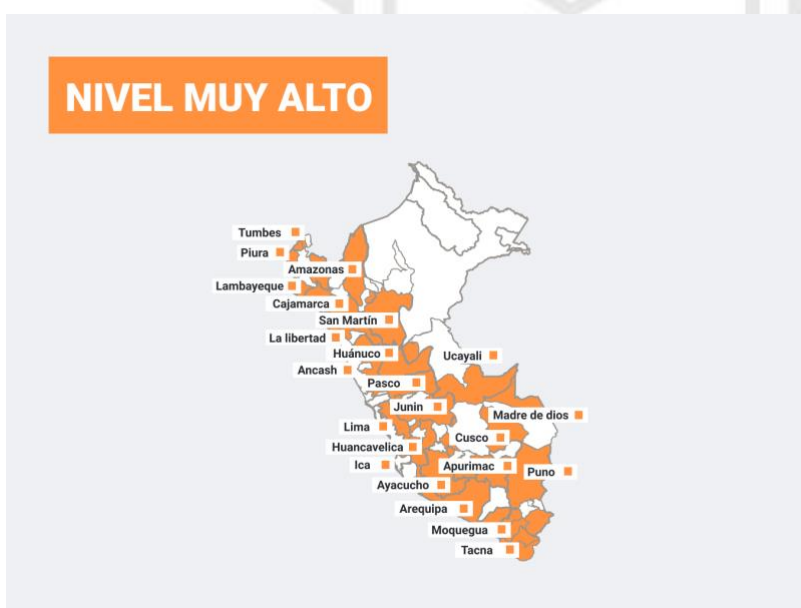 NIVEL MUY ALTO
Tumbes
Piura
Amazonas
Lambayeque
Cajamarca
San Martín
La libertad
Huánuco
Ucayali
Ancash
Pasco
Junin
Madre de dios
Lima
Cusco
Huancavelica
Ica
Apurimac
Puno
Ayacucho
Arequipa
Moquegua
Tacna